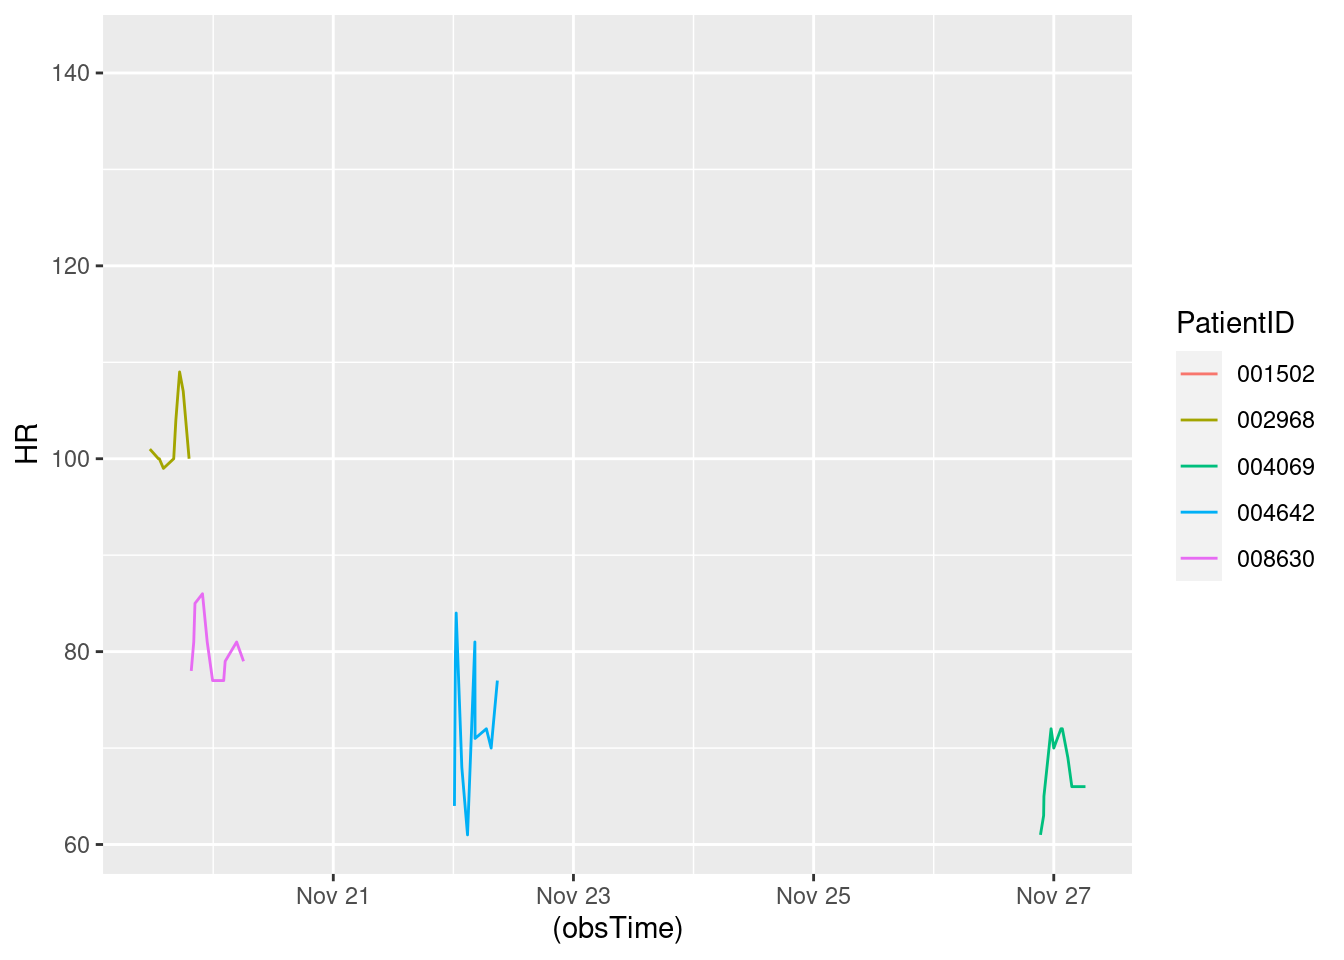 140
120
100
80
60
HR
Nov 21
Nov 23
Nov 25
Nov 27
(obsTime)
PatientID
001502
002968
004069
004642
008630